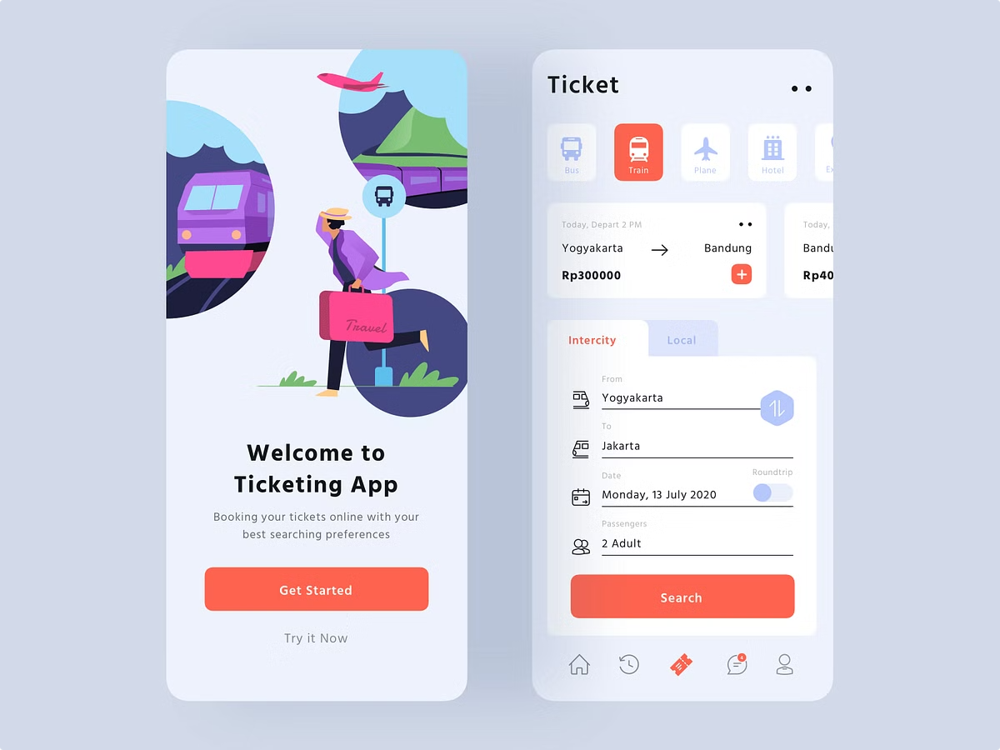 Travel
Welcome to
Ticketing App
Booking your tickets online with your
best searching preferences
Get Started
Try it Now
Ticket
Bus
Train
Plane
Hotel
Today, Depart 2 PM
Yogyakarta
Bandung
Rp300000
Today,
Bandu
Rp40
Intercity
Local
From
Yogyakarta
To
Jakarta
Date
Roundtrip
Monday, 13 July 2020
Passengers
2 Adult
Search
4